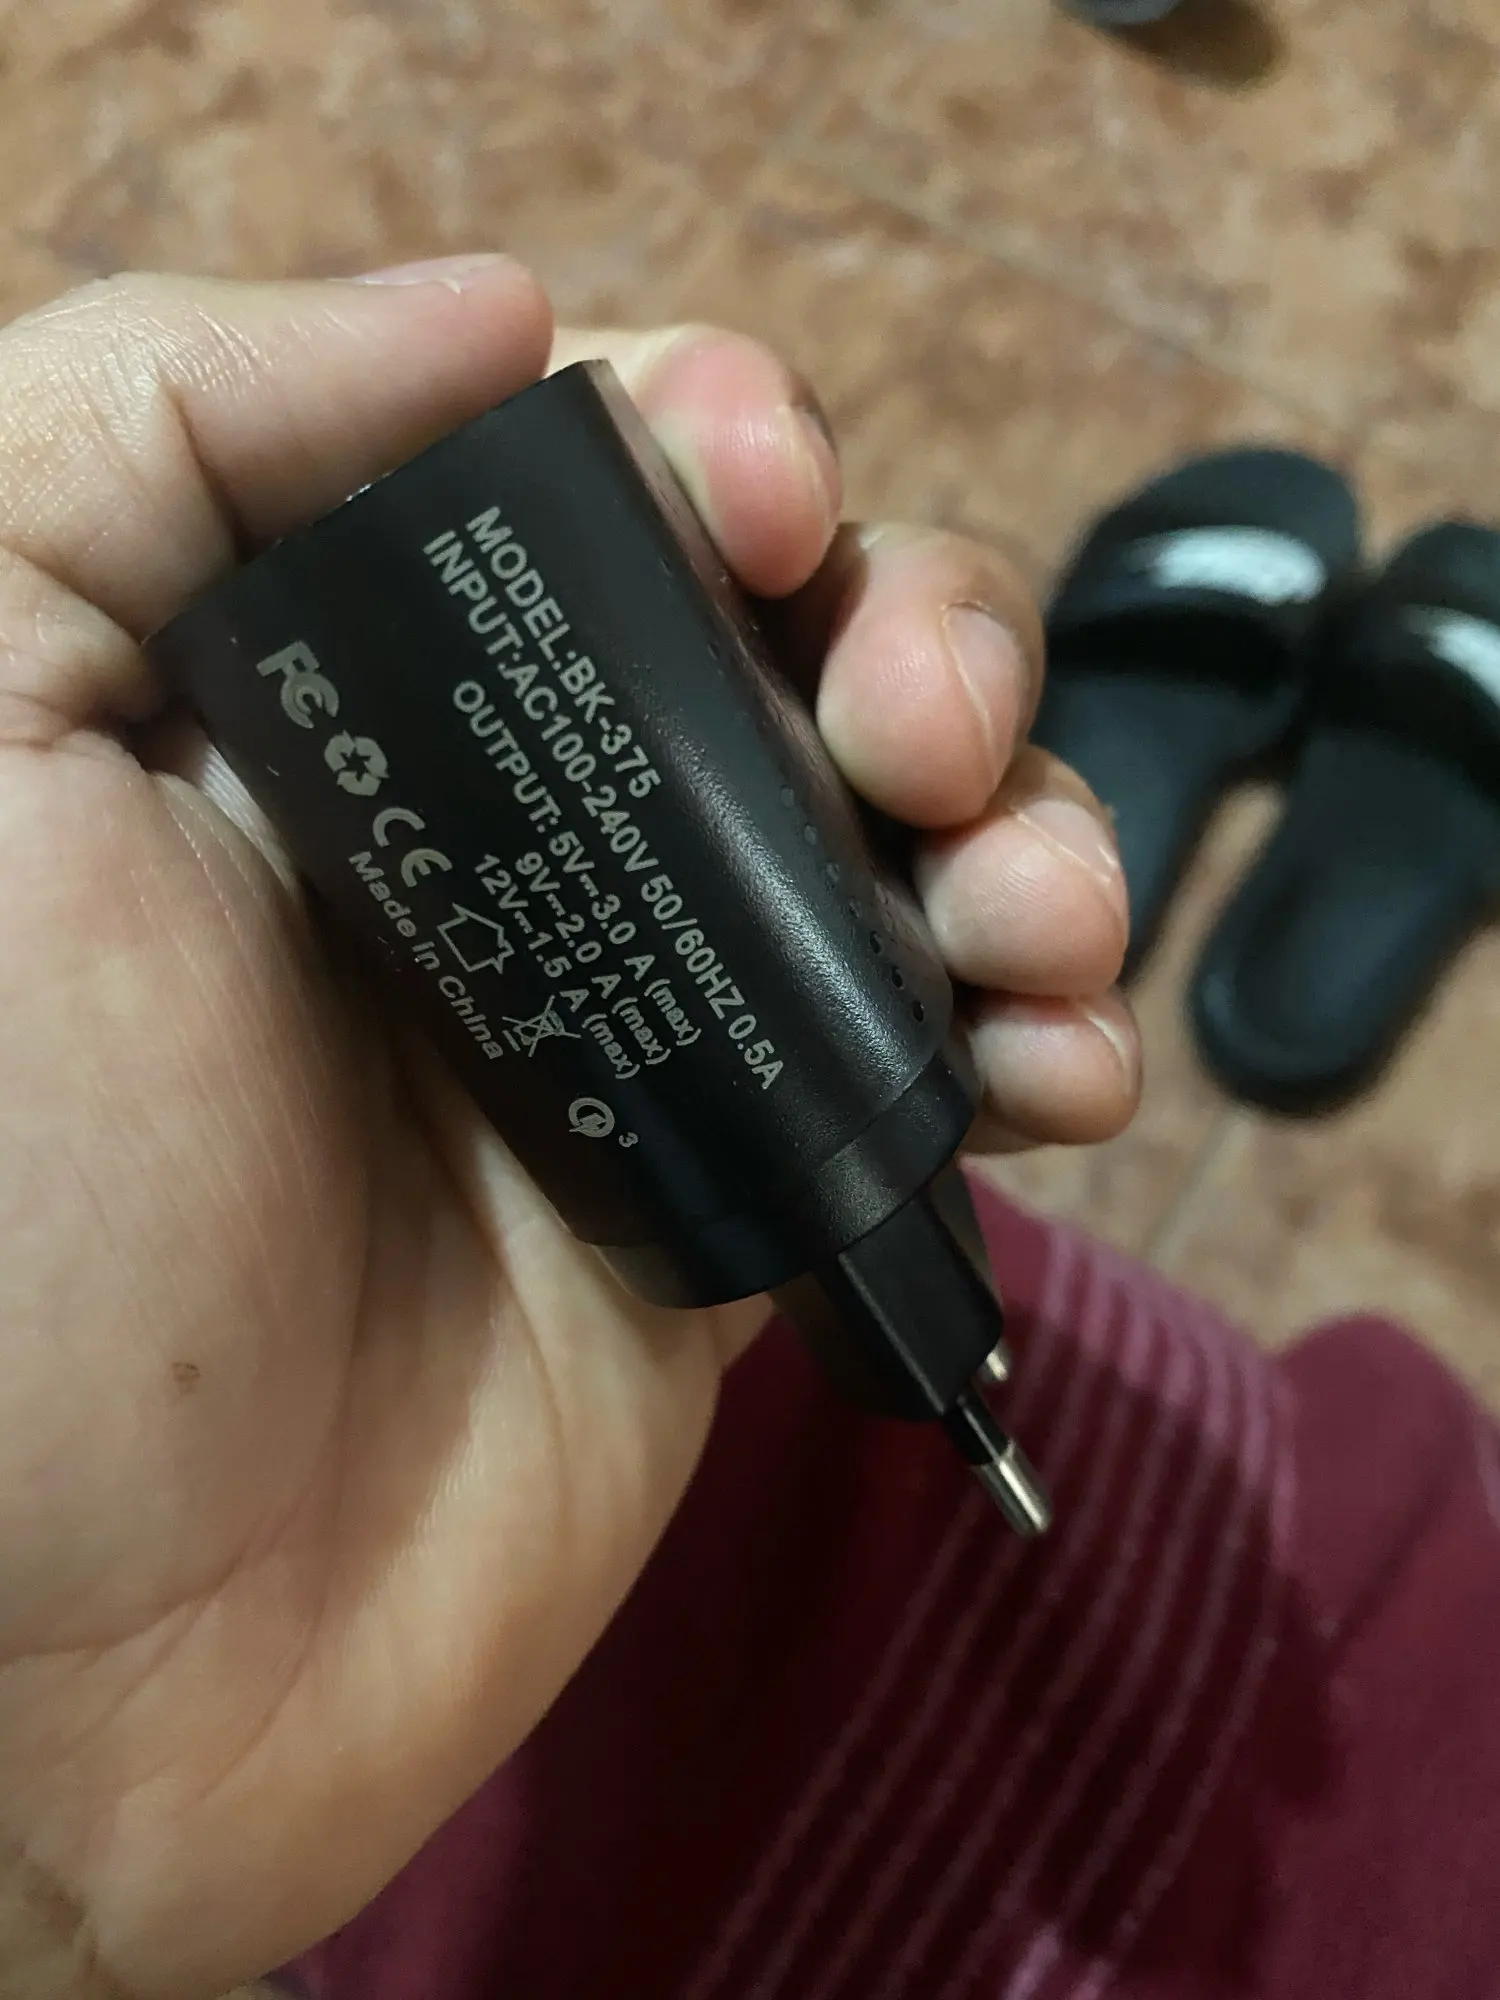 MODEL:BK-375
INPUT:AC100-240V 50/60HZ 0.5A
OUTPUT: 5V⎓3.0 A (max)
9V⎓2.0 A (max)
12V⎓1.5 A (max)
FC CE
Made in China
3